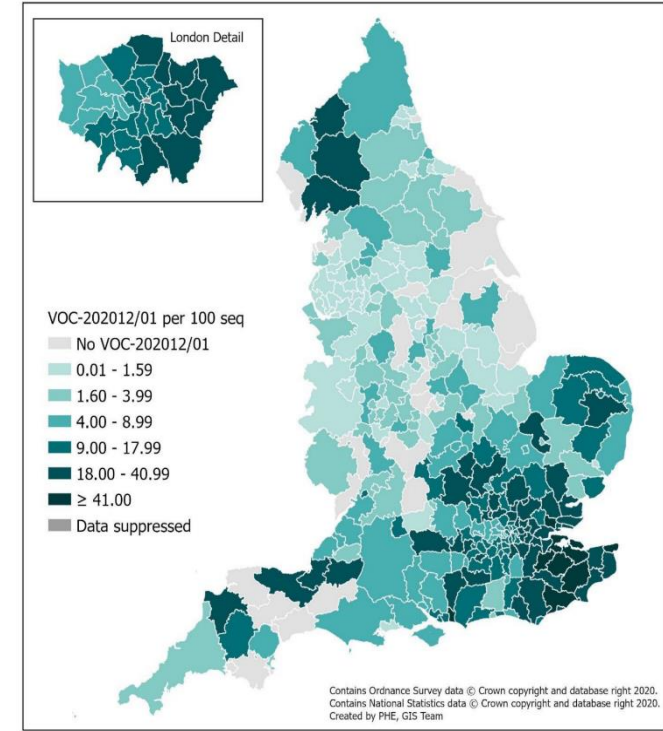 London Detail
VOC-202012/01 per 100 seq
No VOC-202012/01
0.01 - 1.59
1.60 - 3.99
4.00 - 8.99
9.00 - 17.99
18.00 - 40.99
≥ 41.00
Data suppressed
Contains Ordnance Survey data © Crown copyright and database right 2020.
Contains National Statistics data © Crown copyright and database right 2020.
Created by PHE, GIS Team